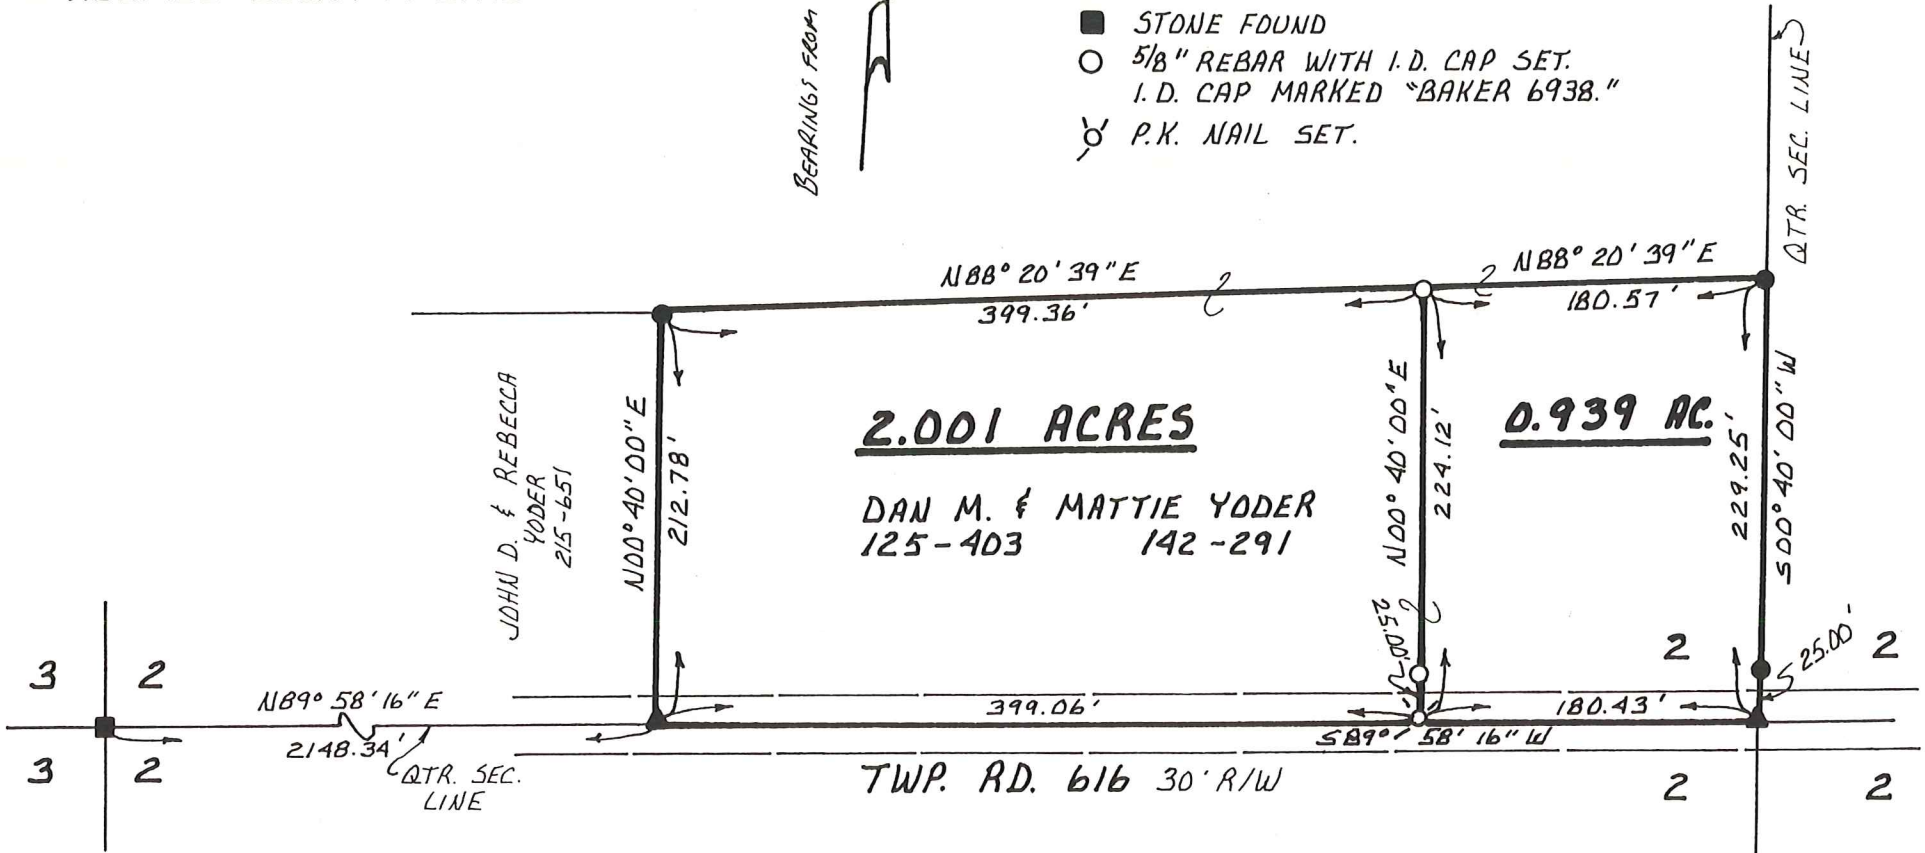 BEARINGS FROM
STONE FOUND
5/8" REBAR WITH I.D. CAP SET.
I.D. CAP MARKED "BAKER 6938."
P.K. NAIL SET.
QTR. SEC. LINE
N88° 20' 39" E
399.36'
N88° 20' 39" E
180.57'
JOHN D. & REBECCA
YODER
215-651
N00° 40' 00" E
212.78'
2.001 ACRES
DAN M. & MATTIE YODER
125-403 142-291
N00° 40' 00" E
224.12'
25.00'
0.939 AC.
229.25'
S00° 40' 00" W
25.00
3 2
2 2
N89° 58' 16" E
2148.34'
399.06'
180.43'
S89° 58' 16" W
3 2
QTR. SEC.
LINE
TWP. RD. 616 30' R/W
2 2